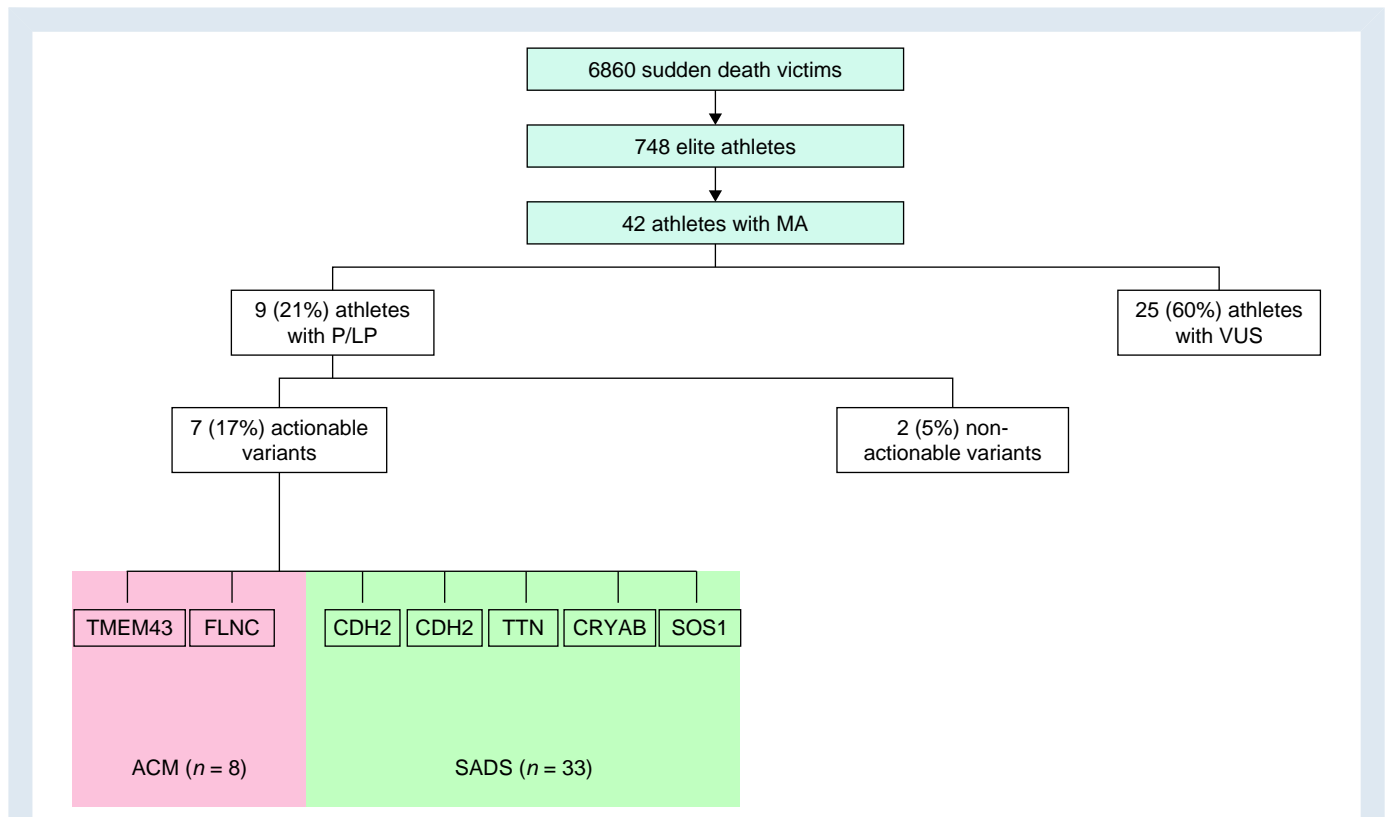 6860 sudden death victims
748 elite athletes
42 athletes with MA
9 (21%) athletes
with P/LP
25 (60%) athletes
with VUS
7 (17%) actionable
variants
2 (5%) non-
actionable variants
TMEM43 FLNC CDH2 CDH2 TTN CRYAB SOS1
ACM (n = 8) SADS (n = 33)